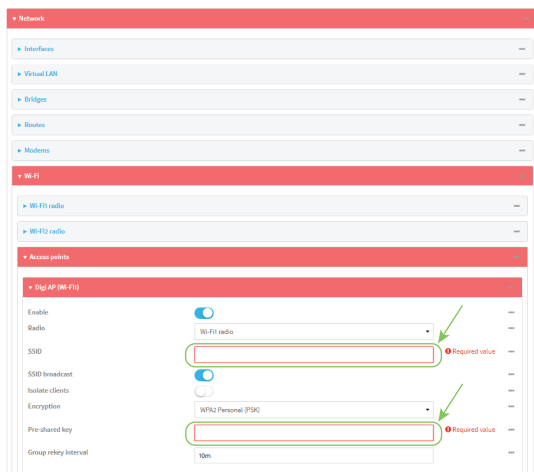 Network
Interfaces
Virtual LAN
Bridges
Routes
Modems
Wi-Fi
Wi-Fi1 radio
Wi-Fi2 radio
Access points
Digi AP (Wi-Fi1)
Enable
Radio Wi-Fi1 radio
SSID Required value
SSID broadcast
Isolate clients
Encryption WPA2 Personal (PSK)
Pre-shared key Required value
Group rekey interval 10m